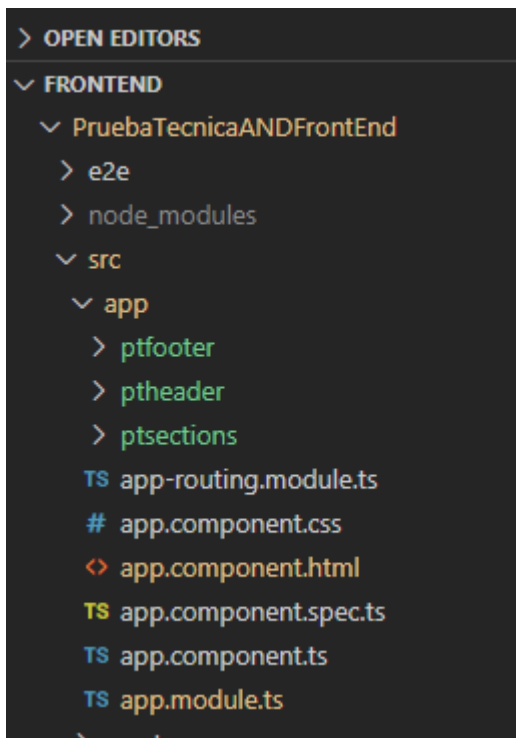 OPEN EDITORS
FRONTEND
PruebaTecnicaANDFrontEnd
e2e
node_modules
src
app
ptfooter
ptheader
ptsections
TS app-routing.module.ts
# app.component.css
<> app.component.html
TS app.component.spec.ts
TS app.component.ts
TS app.module.ts